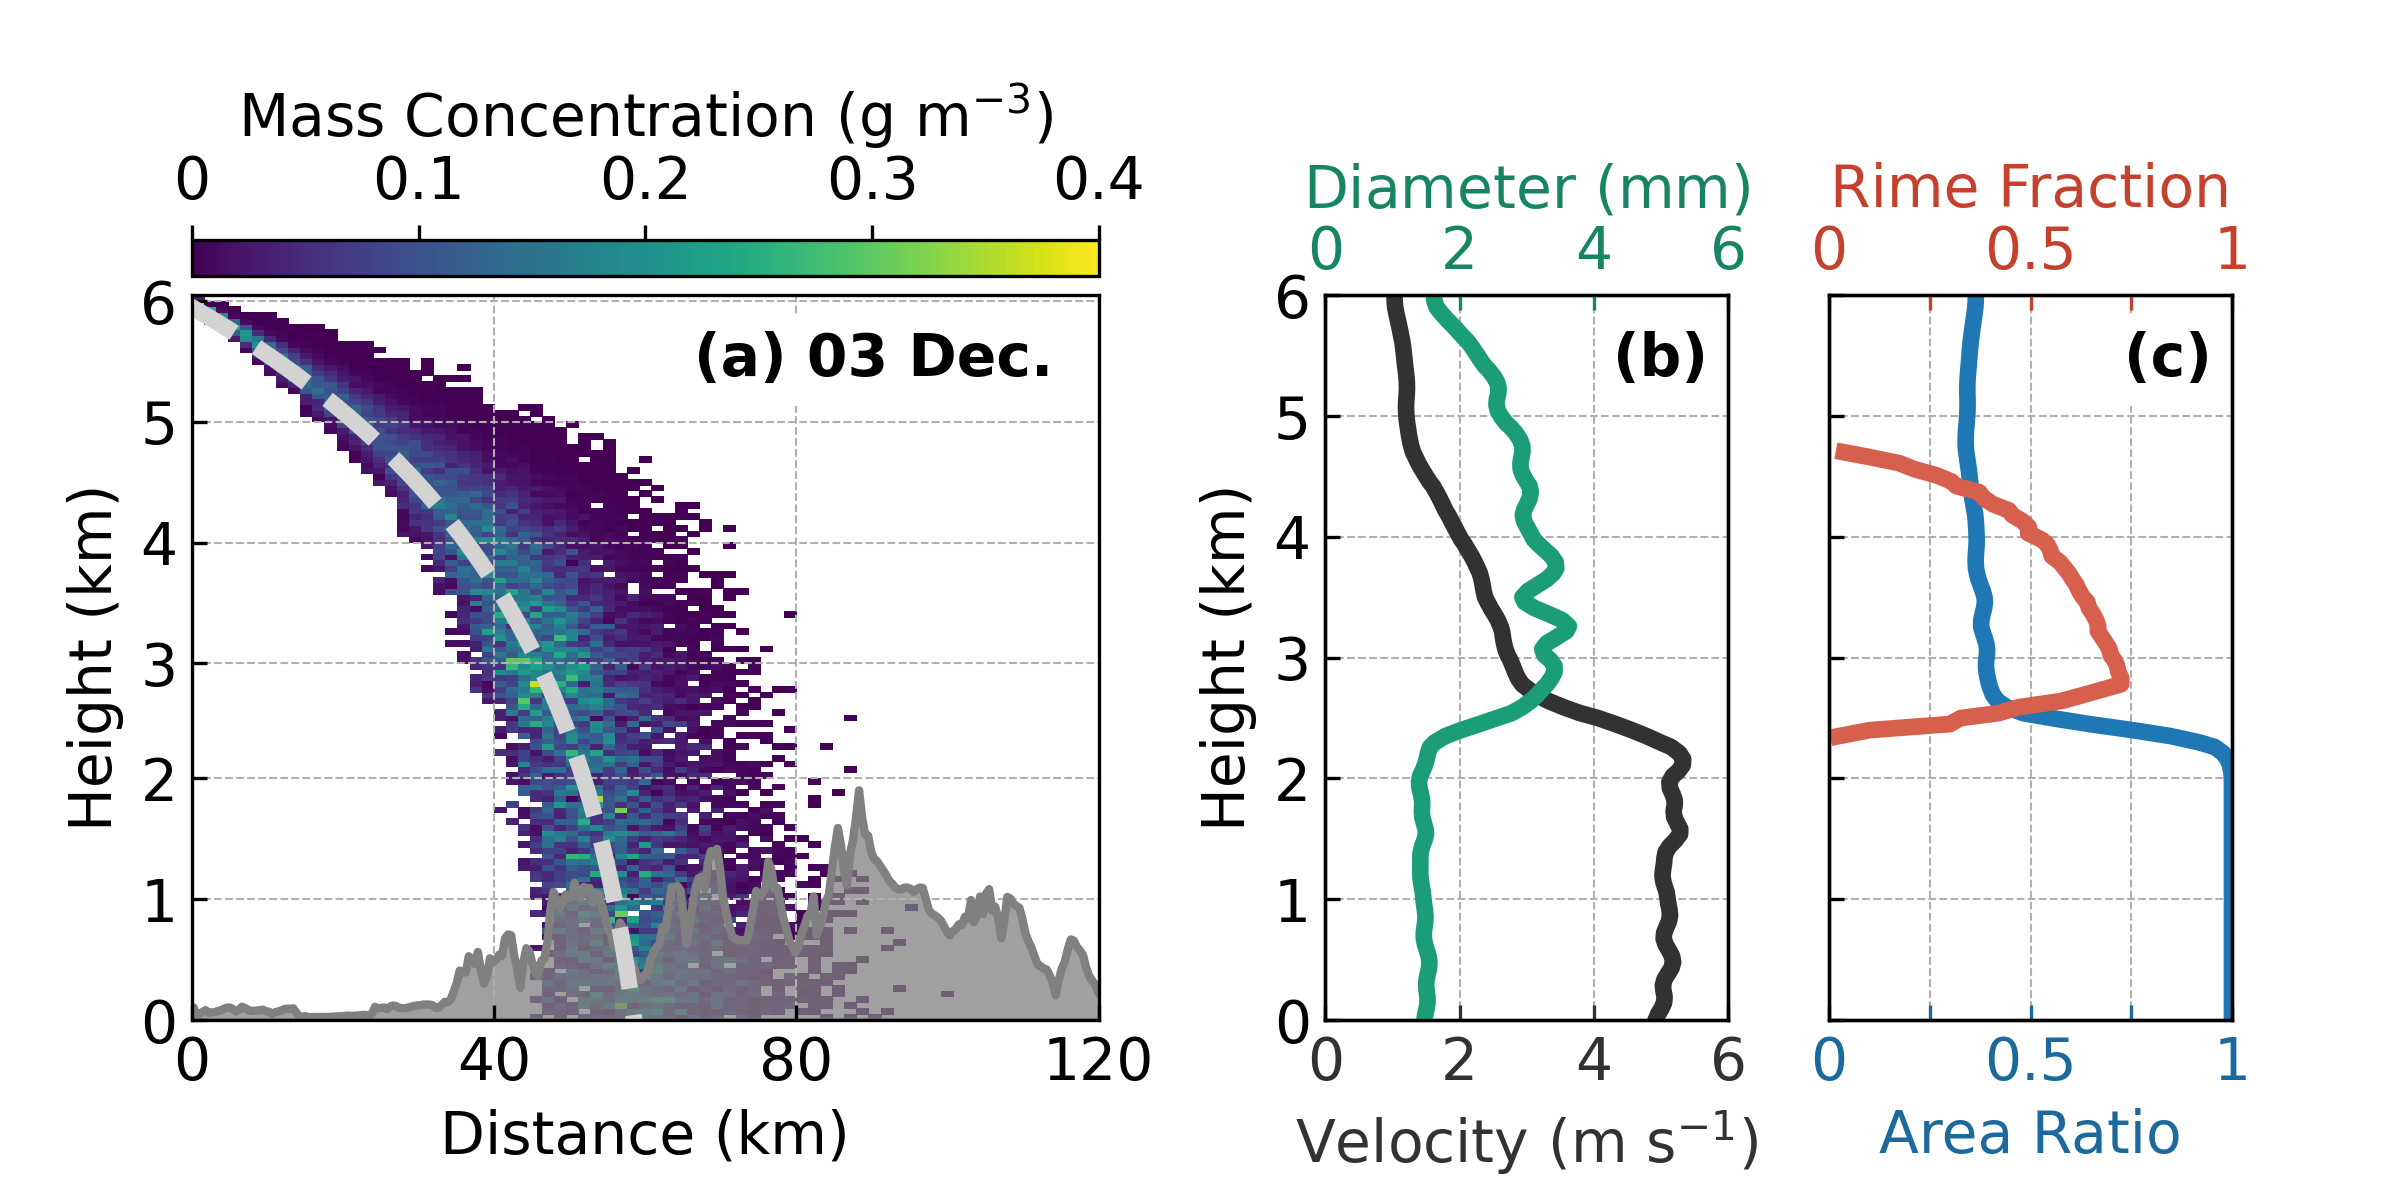 Mass Concentration (g m⁻³)
0 0.1 0.2 0.3 0.4
Diameter (mm)
0 2 4 6
Rime Fraction
0 0.5 1
(a) 03 Dec.
6
5
4
3
2
1
0
Height (km)
0 40 80 120
Distance (km)
(b)
6
5
4
3
2
1
0
Height (km)
0 2 4 6
Velocity (m s⁻¹)
(c)
0 0.5 1
Area Ratio